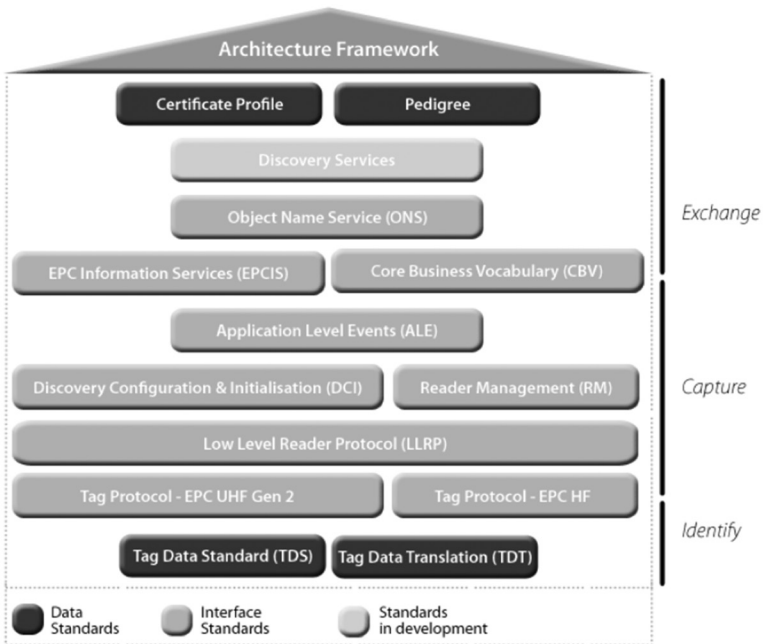 Architecture Framework
Certificate Profile
Pedigree
Discovery Services
Object Name Service (ONS)
Exchange
EPC Information Services (EPCIS)
Core Business Vocabulary (CBV)
Application Level Events (ALE)
Discovery Configuration & Initialisation (DCI)
Reader Management (RM)
Capture
Low Level Reader Protocol (LLRP)
Tag Protocol - EPC UHF Gen 2
Tag Protocol - EPC HF
Identify
Tag Data Standard (TDS)
Tag Data Translation (TDT)
Data
Standards
Interface
Standards
Standards
in development